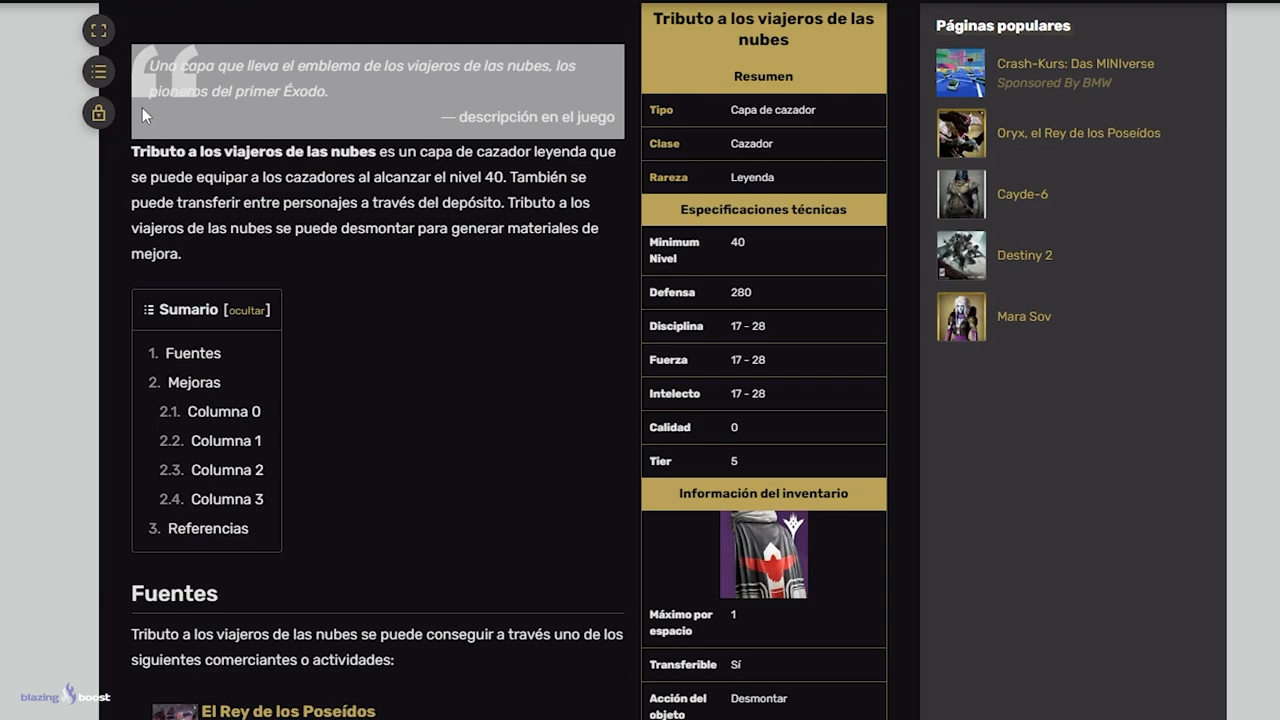 Una capa que lleva el emblema de los viajeros de las nubes, los
pioneros del primer Éxodo.
— descripción en el juego
Tributo a los viajeros de las nubes es un capa de cazador leyenda que
se puede equipar a los cazadores al alcanzar el nivel 40. También se
puede transferir entre personajes a través del depósito. Tributo a los
viajeros de las nubes se puede desmontar para generar materiales de
mejora.
Sumario [ocultar]
1. Fuentes
2. Mejoras
2.1. Columna 0
2.2. Columna 1
2.3. Columna 2
2.4. Columna 3
3. Referencias
Fuentes
Tributo a los viajeros de las nubes se puede conseguir a través uno de los
siguientes comerciantes o actividades:
El Rey de los Poseídos
Tributo a los viajeros de las
nubes
Resumen
Tipo Capa de cazador
Clase Cazador
Rareza Leyenda
Especificaciones técnicas
Minimum 40
Nivel
Defensa 280
Disciplina 17 - 28
Fuerza 17 - 28
Intelecto 17 - 28
Calidad 0
Tier 5
Información del inventario
Máximo por 1
espacio
Transferible Sí
Acción del Desmontar
objeto
Páginas populares
Crash-Kurs: Das MINIverse
Sponsored By BMW
Oryx, el Rey de los Poseídos
Cayde-6
Destiny 2
Mara Sov
blazing boost